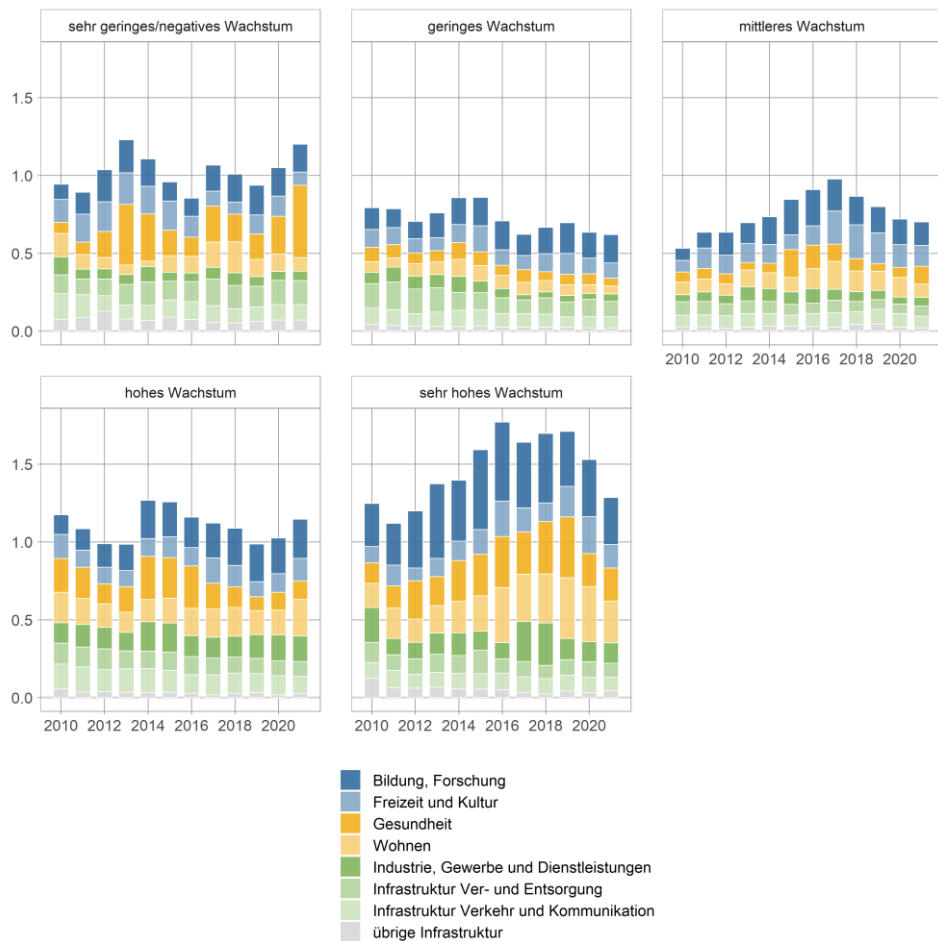 sehr geringes/negatives Wachstum
geringes Wachstum
mittleres Wachstum
1.5
1.0
0.5
0.0
2010 2012 2014 2016 2018 2020
hohes Wachstum
sehr hohes Wachstum
1.5
1.0
0.5
0.0
2010 2012 2014 2016 2018 2020
2010 2012 2014 2016 2018 2020
Bildung, Forschung
Freizeit und Kultur
Gesundheit
Wohnen
Industrie, Gewerbe und Dienstleistungen
Infrastruktur Ver- und Entsorgung
Infrastruktur Verkehr und Kommunikation
übrige Infrastruktur